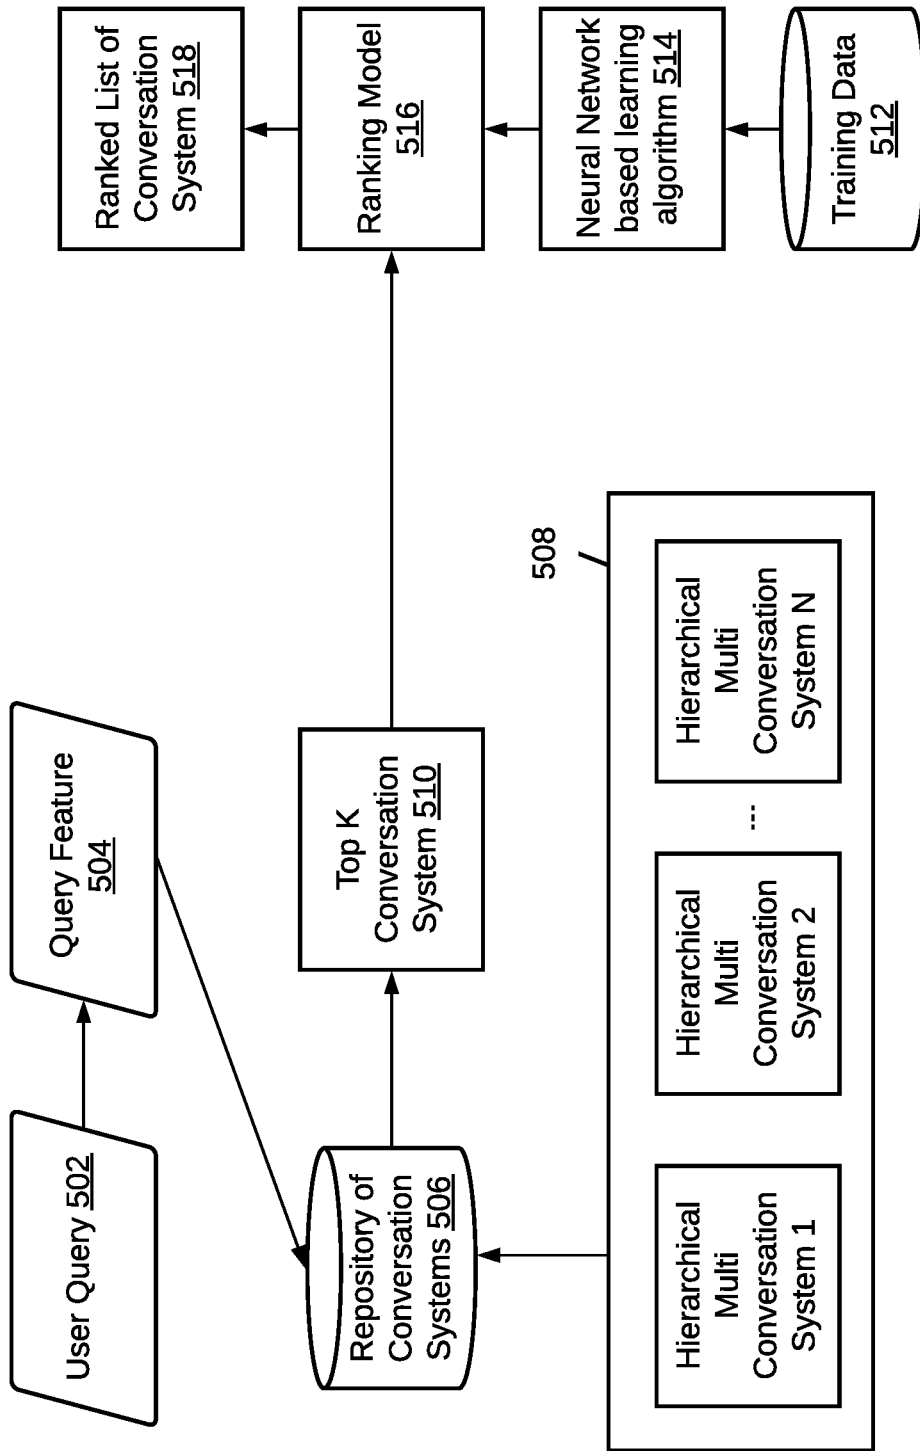 User Query 502
Query Feature
504
Repository of
Conversation
Systems 506
Top K
Conversation
System 510
Ranked List of
Conversation
System 518
Ranking Model
516
Neural Network
based learning
algorithm 514
Training Data
512
508
Hierarchical
Multi
Conversation
System 1
Hierarchical
Multi
Conversation
System 2
---
Hierarchical
Multi
Conversation
System N